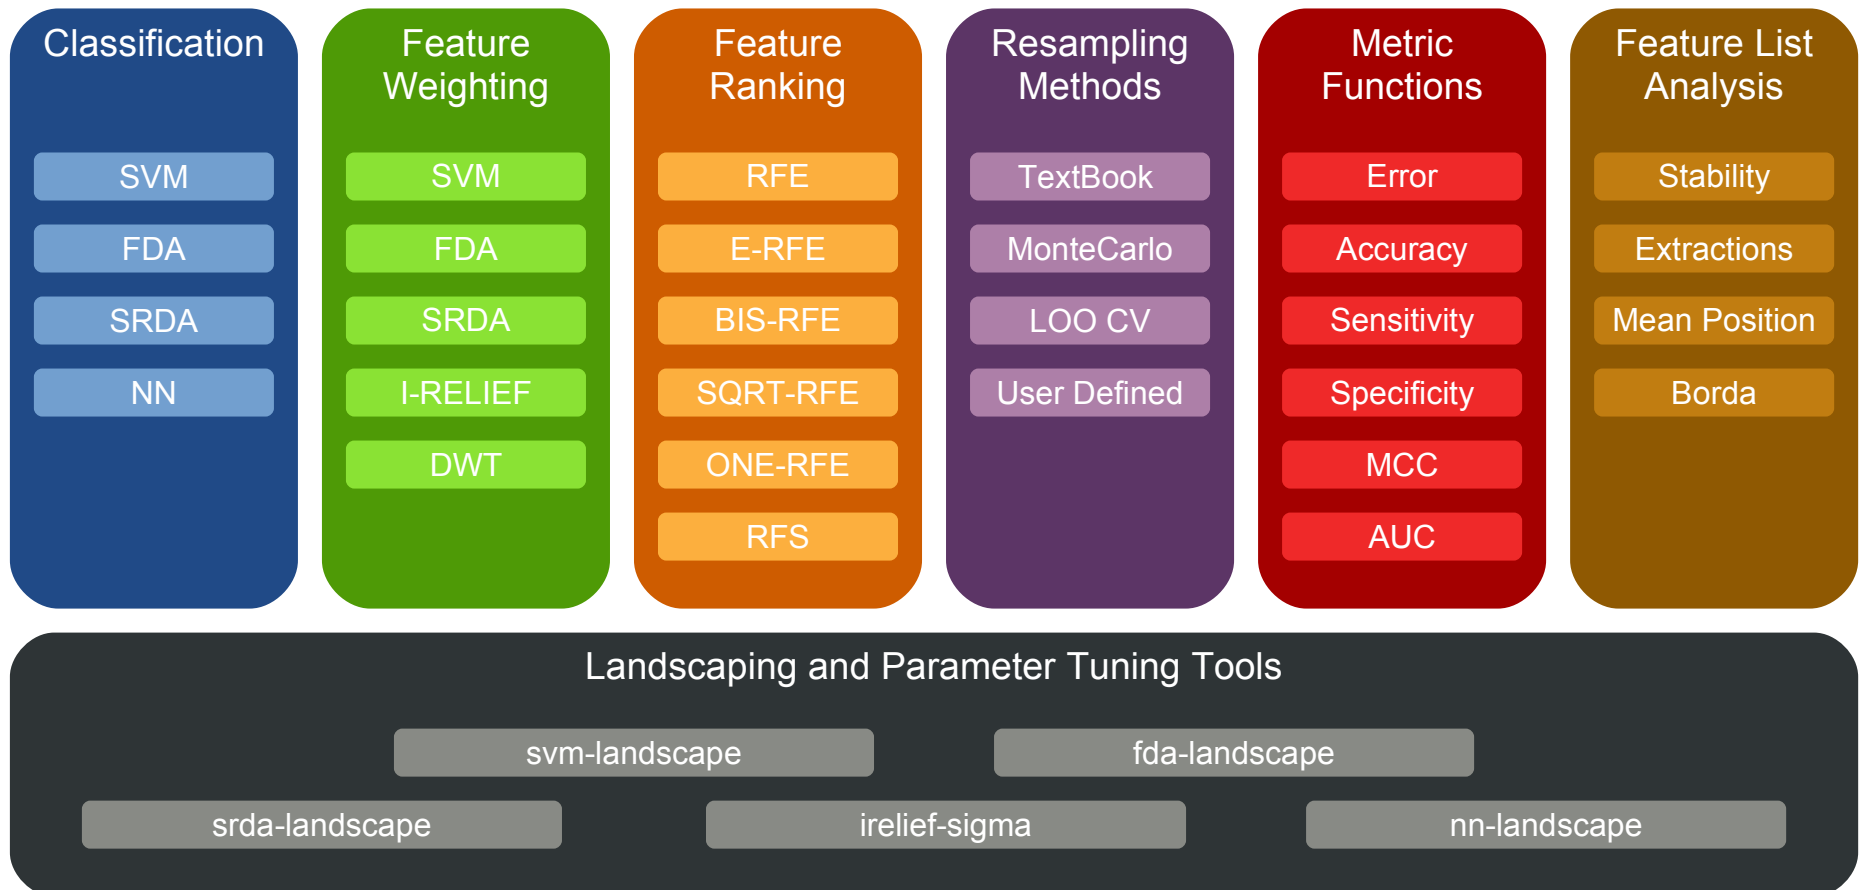 Classification
SVM
FDA
SRDA
NN
Feature
Weighting
SVM
FDA
SRDA
I-RELIEF
DWT
Feature
Ranking
RFE
E-RFE
BIS-RFE
SQRT-RFE
ONE-RFE
RFS
Resampling
Methods
TextBook
MonteCarlo
LOO CV
User Defined
Metric
Functions
Error
Accuracy
Sensitivity
Specificity
MCC
AUC
Feature List
Analysis
Stability
Extractions
Mean Position
Borda
Landscaping and Parameter Tuning Tools
svm-landscape
fda-landscape
srda-landscape
irelief-sigma
nn-landscape